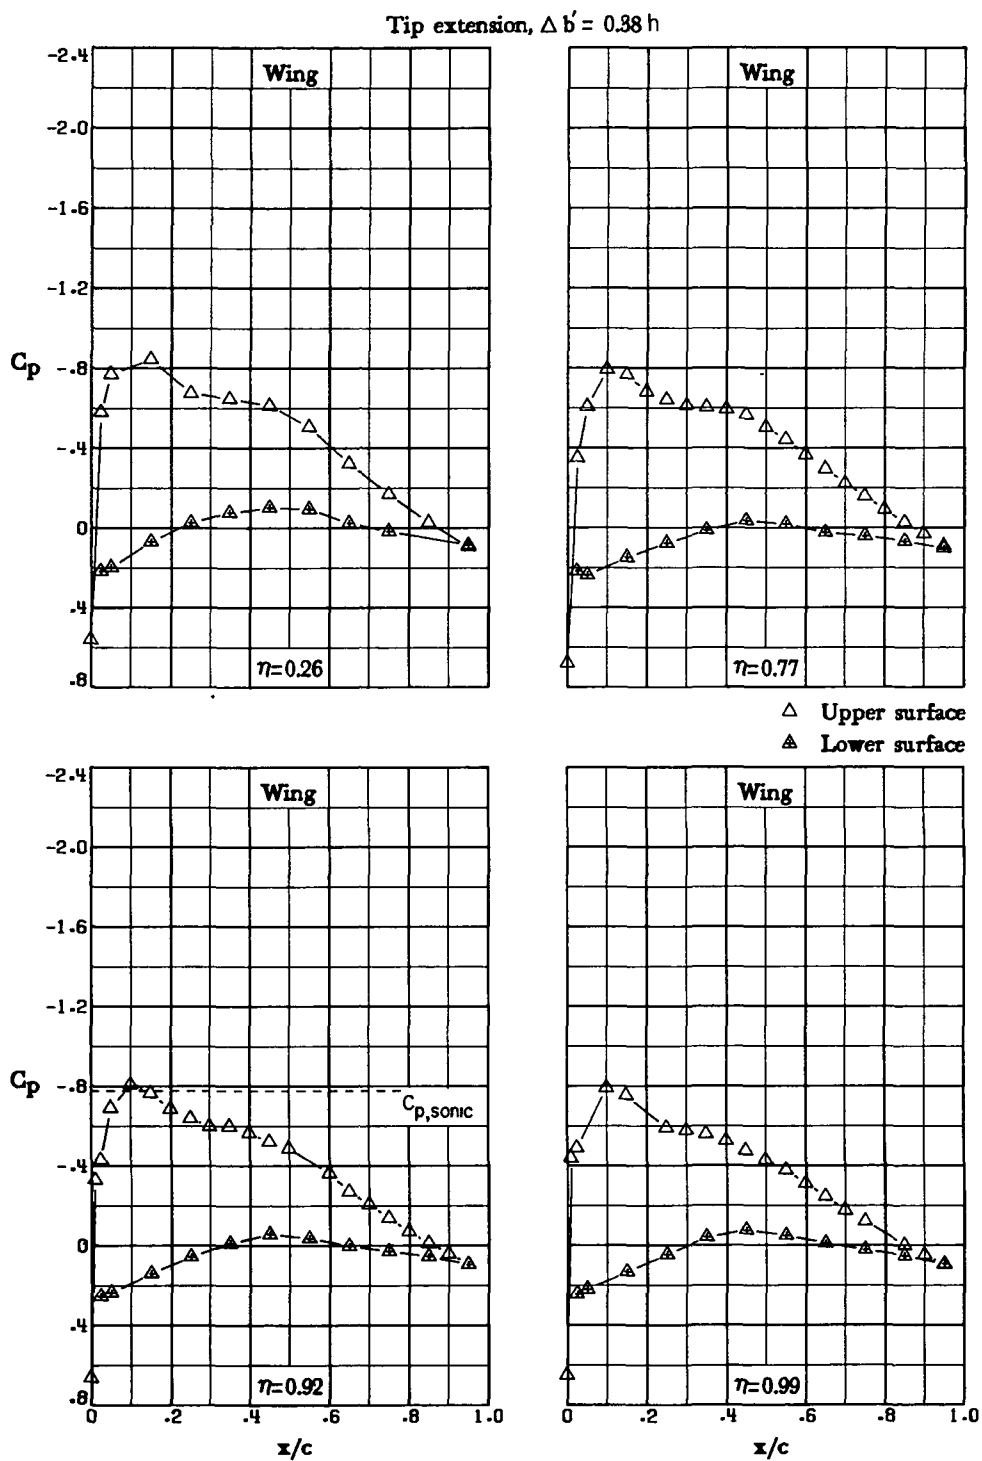 Tip extension, Δ b′ = 0.38 h
Wing
Wing
-2.4
-2.0
-1.6
-1.2
Cp -.8
-.4
0
.4
.8
η=0.26
η=0.77
△ Upper surface
Lower surface
Wing
Wing
-2.4
-2.0
-1.6
-1.2
Cp -.8
Cp,sonic
-.4
0
.4
.8
η=0.92
η=0.99
0 .2 .4 .6 .8 1.0
0 .2 .4 .6 .8 1.0
x/c
x/c